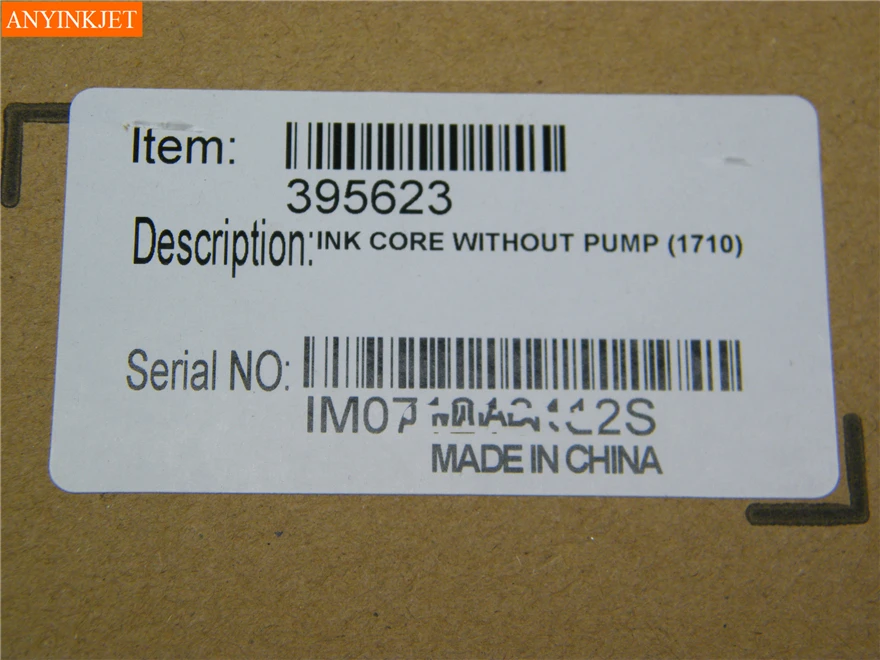 ANYINKJET
Item:
395623
Description: INK CORE WITHOUT PUMP (1710)
Serial NO:
MADE IN CHINA